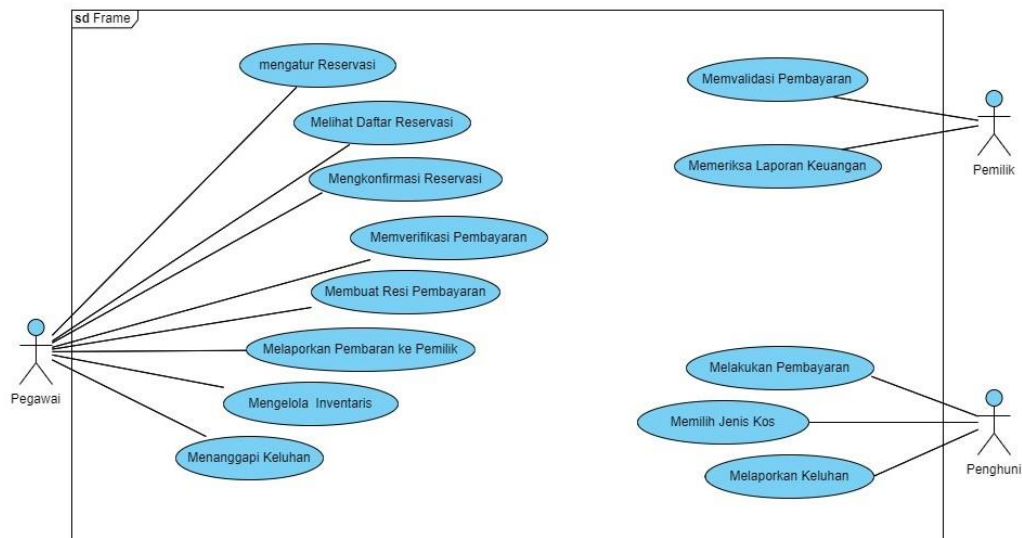 sd Frame
mengatur Reservasi
Melihat Daftar Reservasi
Mengkonfirmasi Reservasi
Memverifikasi Pembayaran
Membuat Resi Pembayaran
Melaporkan Pembaran ke Pemilik
Mengelola Inventaris
Menanggapi Keluhan
Pegawai
Memvalidasi Pembayaran
Memeriksa Laporan Keuangan
Pemilik
Melakukan Pembayaran
Memilih Jenis Kos
Melaporkan Keluhan
Penghuni